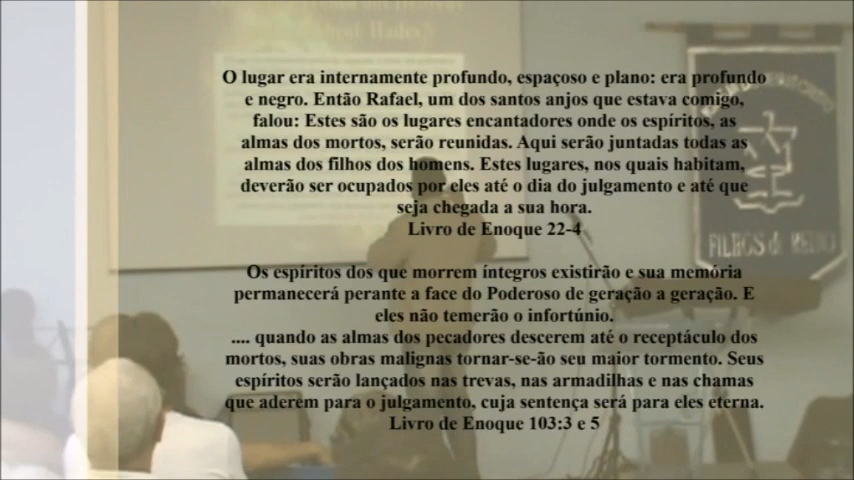 O lugar era internamente profundo, espaçoso e plano: era profundo
e negro. Então Rafael, um dos santos anjos que estava comigo,
falou: Estes são os lugares encantadores onde os espíritos, as
almas dos mortos, serão reunidas. Aqui serão juntadas todas as
almas dos filhos dos homens. Estes lugares, nos quais habitam,
deverão ser ocupados por eles até o dia do julgamento e até que
seja chegada a sua hora.
Livro de Enoque 22-4
Os espíritos dos que morrem íntegros existirão e sua memória
permanecerá perante a face do Poderoso de geração a geração. E
eles não temerão o infortúnio.
.... quando as almas dos pecadores descerem até o receptáculo dos
mortos, suas obras malignas tornar-se-ão seu maior tormento. Seus
espíritos serão lançados nas trevas, nas armadilhas e nas chamas
que aderem para o julgamento, cuja sentença será para eles eterna.
Livro de Enoque 103:3 e 5
FILHOS do